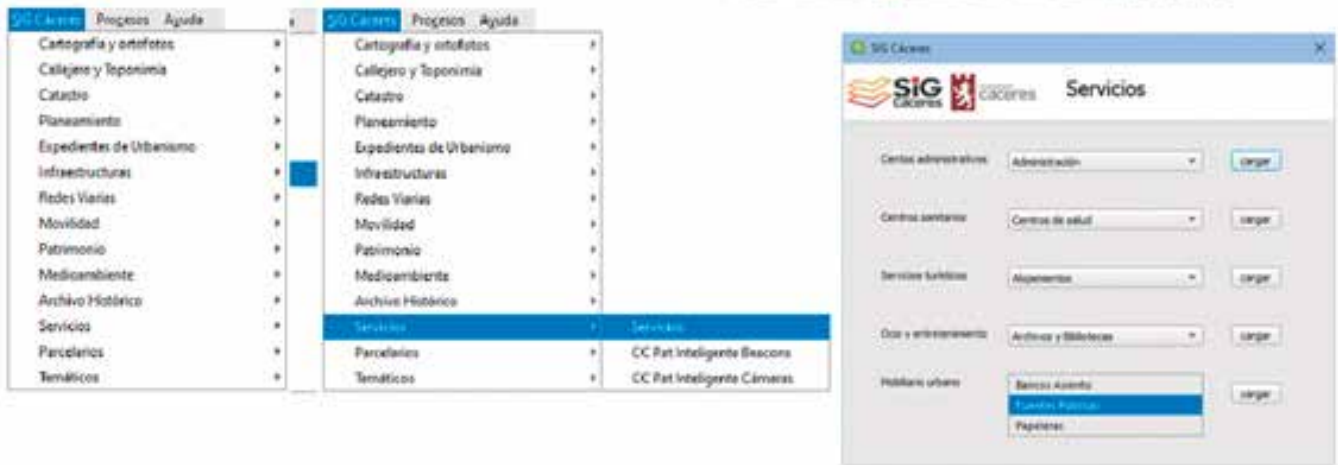 SIG Cáceres Procesos Ayuda
Cartografía y ortofotos
Callejero y Toponimia
Catastro
Planeamiento
Expedientes de Urbanismo
Infraestructuras
Redes Viarias
Movilidad
Patrimonio
Medioambiente
Archivo Histórico
Servicios
Parcelarios
Temáticos
SIG Cáceres Procesos Ayuda
Cartografía y ortofotos
Callejero y Toponimia
Catastro
Planeamiento
Expedientes de Urbanismo
Infraestructuras
Redes Viarias
Movilidad
Patrimonio
Medioambiente
Archivo Histórico
Servicios Servicios
Parcelarios CC Pat Inteligente Beacons
Temáticos CC Pat Inteligente Cámaras
SIG Cáceres
SiG cáceres cáceres Servicios
Centos administrativos Administración cargar
Centros sanitarios Centros de salud cargar
Servicios turísticos Alojamientos cargar
Ocio y entretenimiento Archivos y Bibliotecas cargar
Mobiliario urbano Bancos Asiento cargar
Fuentes Públicas
Papeleras